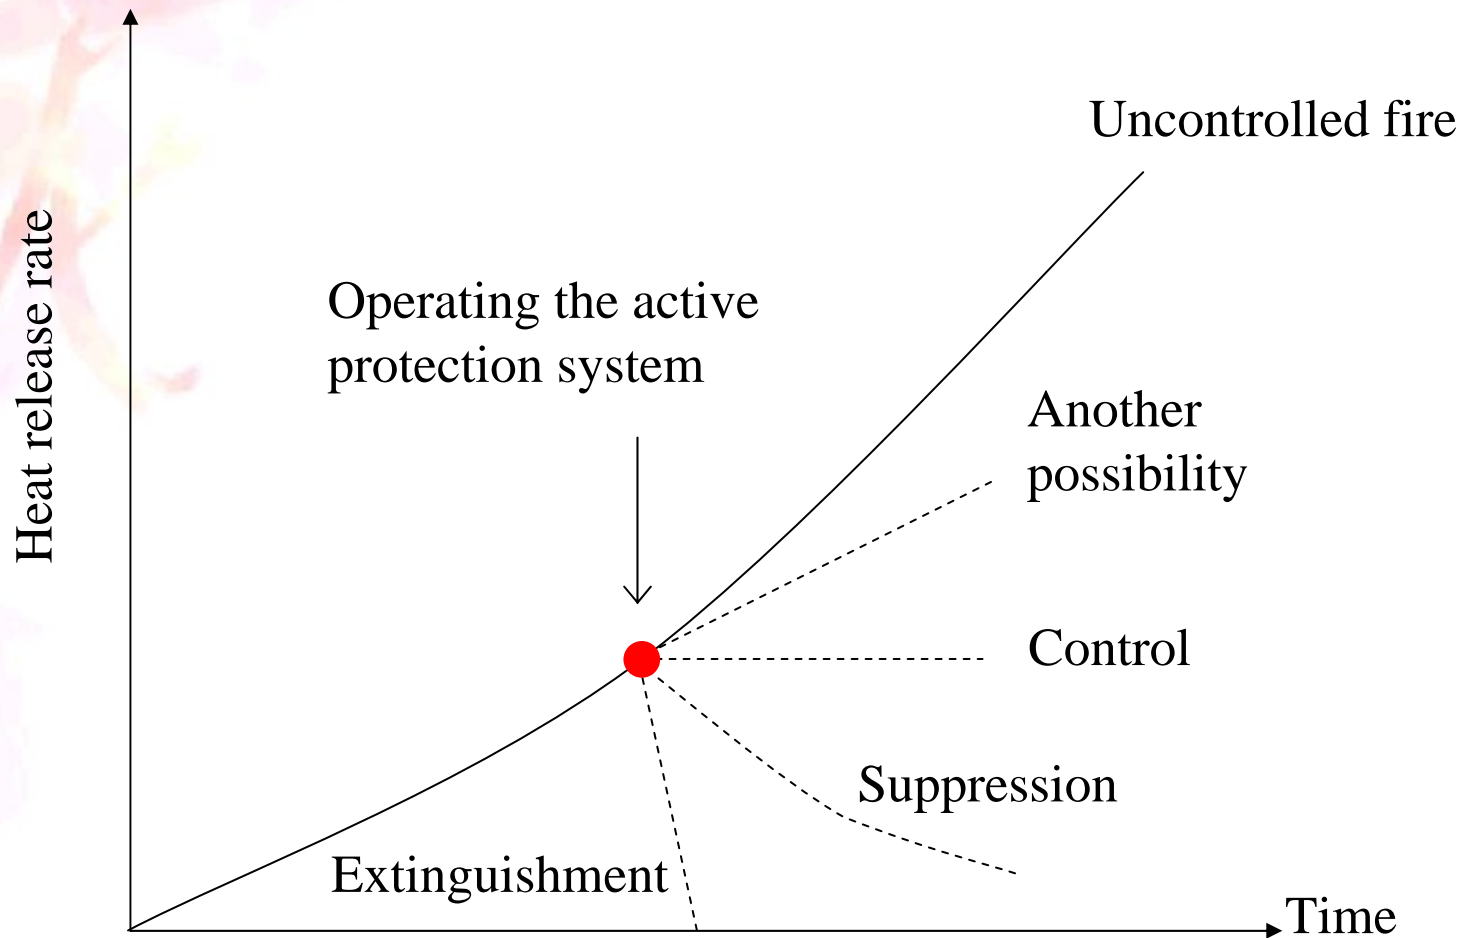 Uncontrolled fire
Heat release rate
Operating the active
protection system
Another
possibility
Control
Suppression
Extinguishment
Time